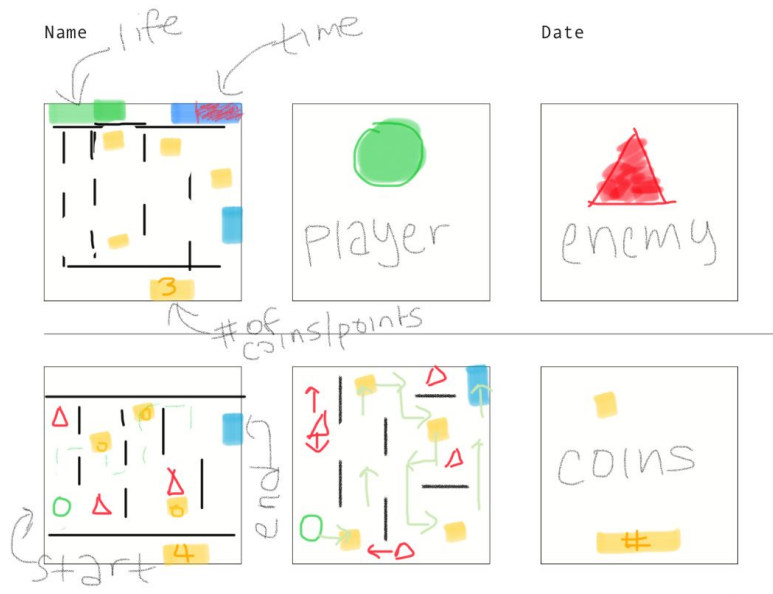 Name
Date
life
time
player
enemy
3
# of
coins/points
4
end
start
coins
#